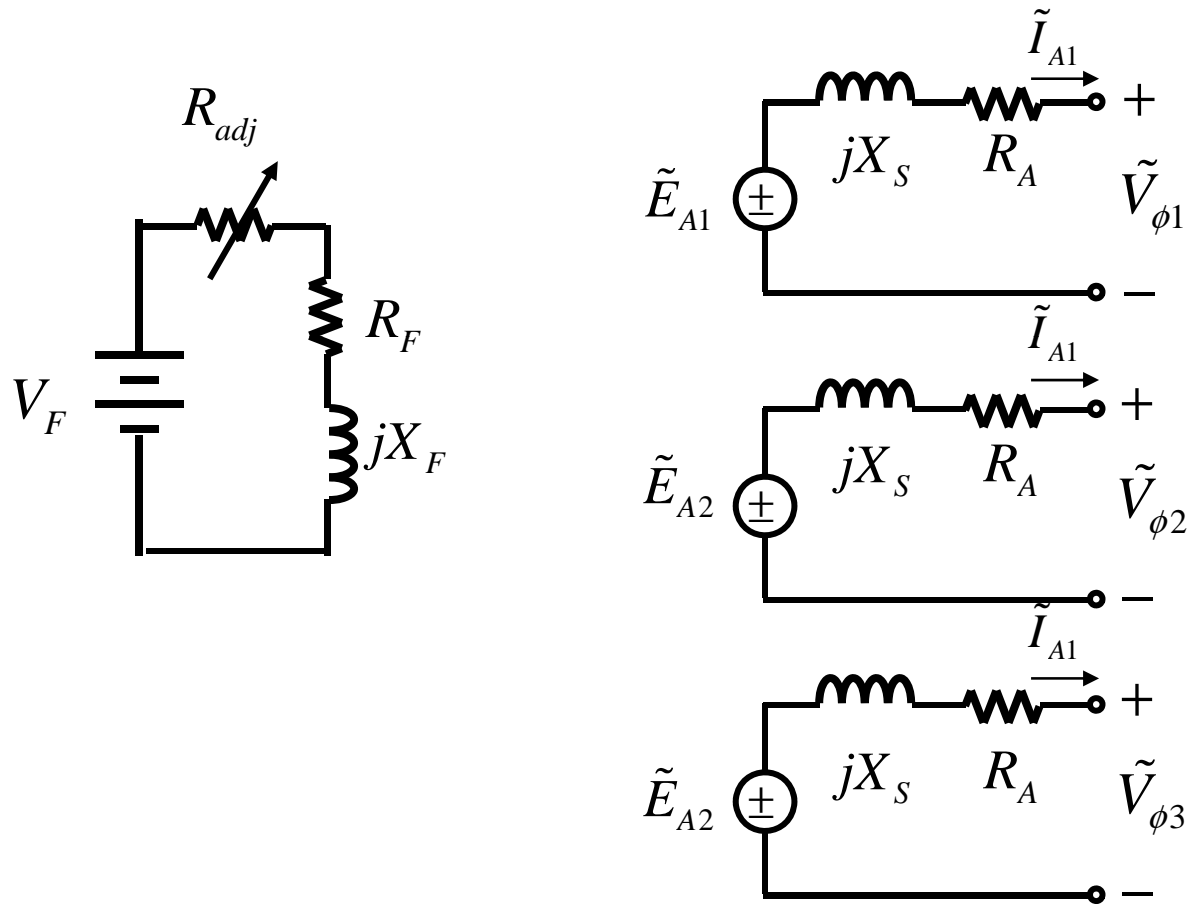 R_adj
R_F
V_F
jX_F
Ĩ_A1
+
jX_S
R_A
Ẽ_A1
±
Ṽ_ϕ1
−
Ĩ_A1
+
jX_S
R_A
Ẽ_A2
±
Ṽ_ϕ2
−
Ĩ_A1
+
jX_S
R_A
Ẽ_A2
±
Ṽ_ϕ3
−